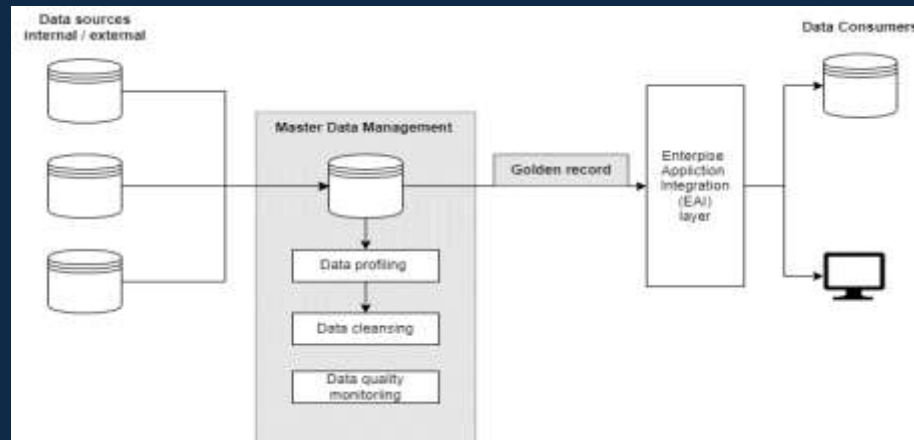 Data sources
internal / external
Data Consumers
Master Data Management
Golden record
Enterpise
Appliction
Integration
(EAI)
layer
Data profiling
Data cleansing
Data quality
monitoriing